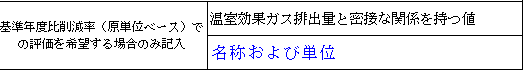 基準年度比削減率（原単位ベース）で
の評価を希望する場合のみ記入
温室効果ガス排出量と密接な関係を持つ値
名称および単位